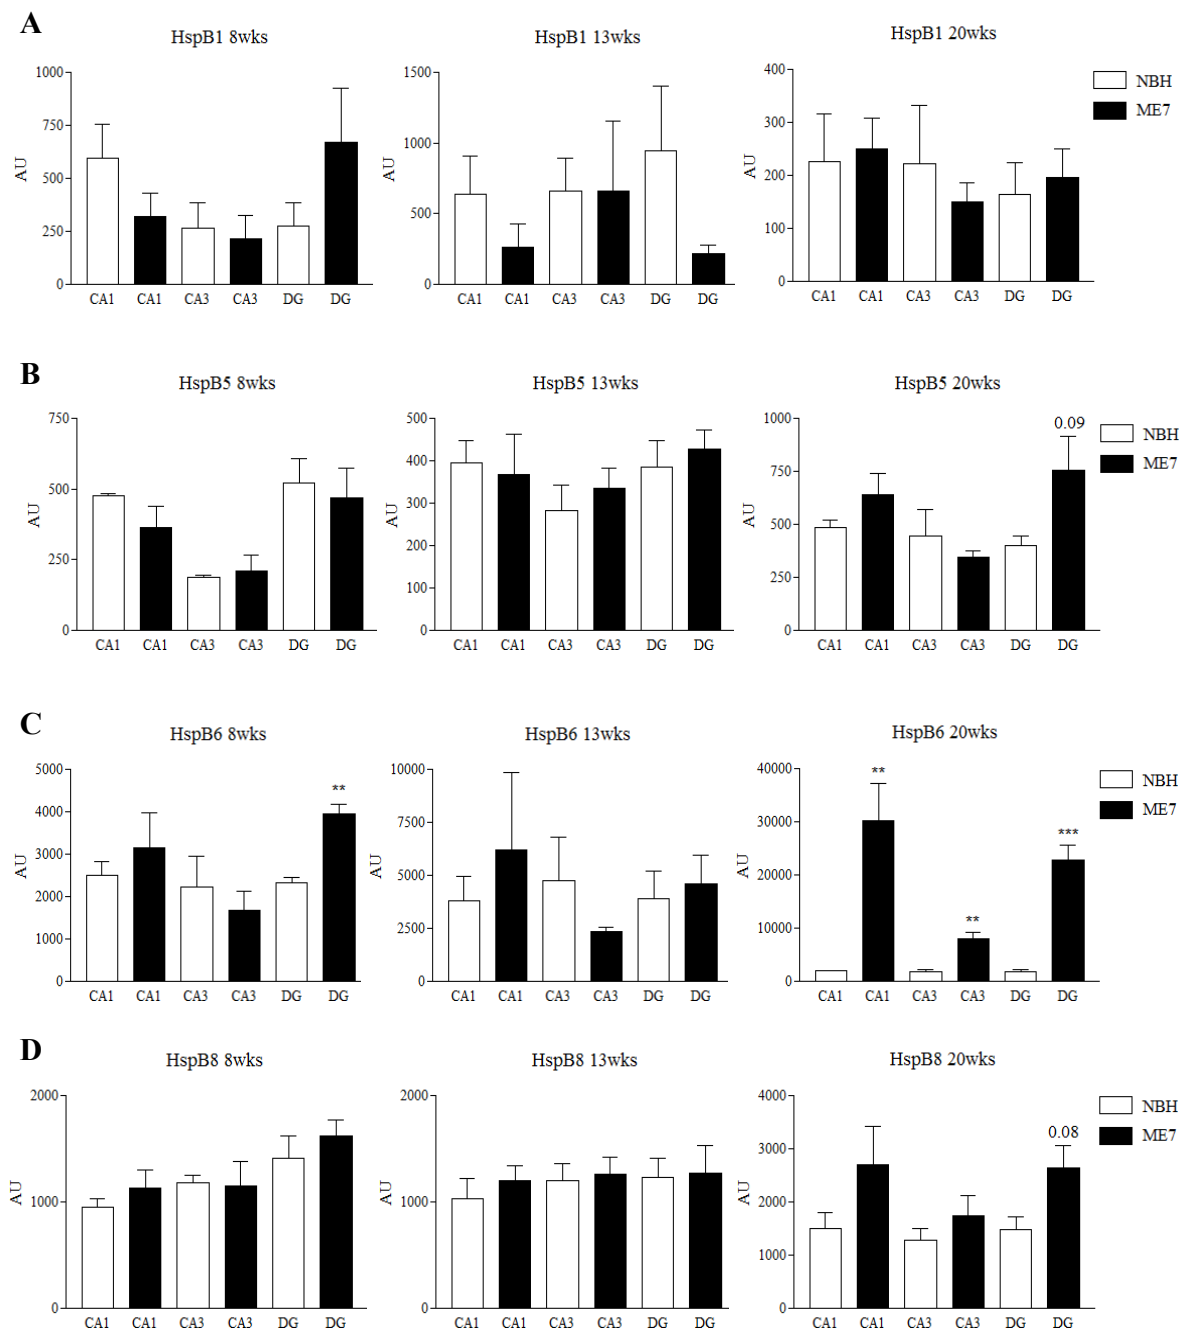 A
HspB1 8wks
HspB1 13wks
HspB1 20wks
1000
750
500
250
0
AU
CA1 CA1 CA3 CA3 DG DG
1500
1000
500
0
AU
CA1 CA1 CA3 CA3 DG DG
400
300
200
100
0
AU
CA1 CA1 CA3 CA3 DG DG
NBH
ME7
B
HspB5 8wks
HspB5 13wks
HspB5 20wks
750
500
250
0
AU
CA1 CA1 CA3 CA3 DG DG
500
400
300
200
100
0
AU
CA1 CA1 CA3 CA3 DG DG
1000
750
500
250
0
AU
0.09
CA1 CA1 CA3 CA3 DG DG
NBH
ME7
C
HspB6 8wks
HspB6 13wks
HspB6 20wks
5000
4000
3000
2000
1000
0
AU
**
CA1 CA1 CA3 CA3 DG DG
10000
7500
5000
2500
0
AU
CA1 CA1 CA3 CA3 DG DG
40000
30000
20000
10000
0
AU
** ** ***
CA1 CA1 CA3 CA3 DG DG
NBH
ME7
D
HspB8 8wks
HspB8 13wks
HspB8 20wks
2000
1000
0
AU
CA1 CA1 CA3 CA3 DG DG
2000
1000
0
AU
CA1 CA1 CA3 CA3 DG DG
4000
3000
2000
1000
0
AU
0.08
CA1 CA1 CA3 CA3 DG DG
NBH
ME7